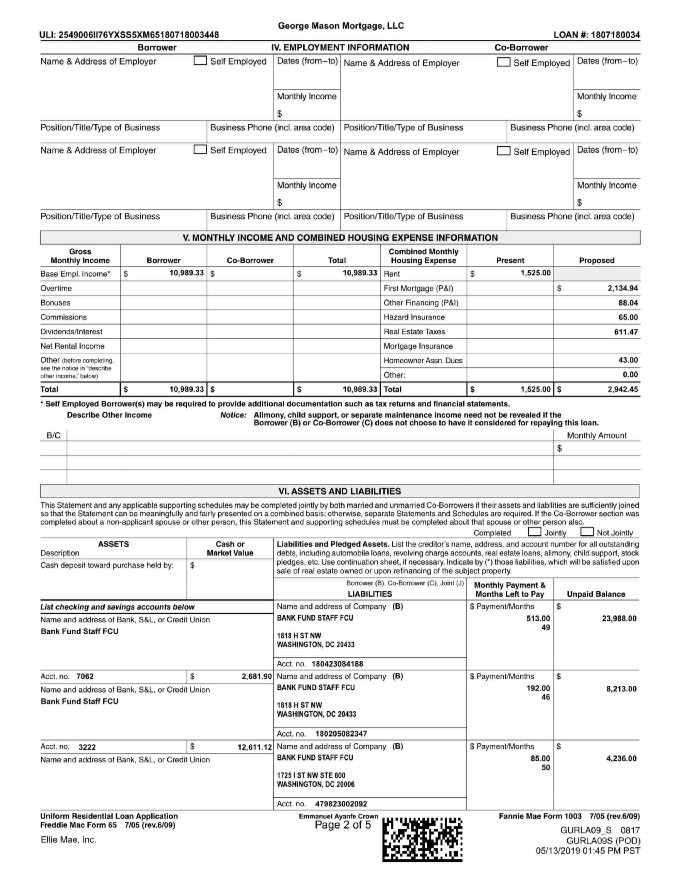 George Mason Mortgage, LLC
ULI: 2549006II76YXSS5XM65180718003448 LOAN #: 1807180034
Borrower IV. EMPLOYMENT INFORMATION Co-Borrower
Name & Address of Employer Self Employed Dates (from–to) Name & Address of Employer Self Employed Dates (from–to)
Monthly Income Monthly Income
$ $
Position/Title/Type of Business Business Phone (incl. area code) Position/Title/Type of Business Business Phone (incl. area code)
Name & Address of Employer Self Employed Dates (from–to) Name & Address of Employer Self Employed Dates (from–to)
Monthly Income Monthly Income
$ $
Position/Title/Type of Business Business Phone (incl. area code) Position/Title/Type of Business Business Phone (incl. area code)
V. MONTHLY INCOME AND COMBINED HOUSING EXPENSE INFORMATION
Gross Combined Monthly
Monthly Income Borrower Co-Borrower Total Housing Expense Present Proposed
Base Empl. Income* $ 10,989.33 $ $ 10,989.33 Rent $ 1,525.00
Overtime First Mortgage (P&I) $ 2,134.94
Bonuses Other Financing (P&I) 88.04
Commissions Hazard Insurance 65.00
Dividends/Interest Real Estate Taxes 611.47
Net Rental Income Mortgage Insurance
Other (before completing, Homeowner Assn. Dues 43.00
see the notice in "describe
other income," below) Other: 0.00
Total $ 10,989.33 $ $ 10,989.33 Total $ 1,525.00 $ 2,942.45
* Self Employed Borrower(s) may be required to provide additional documentation such as tax returns and financial statements.
Describe Other Income Notice: Alimony, child support, or separate maintenance income need not be revealed if the
Borrower (B) or Co-Borrower (C) does not choose to have it considered for repaying this loan.
B/C Monthly Amount
$
VI. ASSETS AND LIABILITIES
This Statement and any applicable supporting schedules may be completed jointly by both married and unmarried Co-Borrowers if their assets and liabilities are sufficiently joined
so that the Statement can be meaningfully and fairly presented on a combined basis; otherwise, separate Statements and Schedules are required. If the Co-Borrower section was
completed about a non-applicant spouse or other person, this Statement and supporting schedules must be completed about that spouse or other person also.
Completed Jointly Not Jointly
ASSETS Cash or Liabilities and Pledged Assets. List the creditor's name, address, and account number for all outstanding
Description Market Value debts, including automobile loans, revolving charge accounts, real estate loans, alimony, child support, stock
Cash deposit toward purchase held by: $ pledges, etc. Use continuation sheet, if necessary. Indicate by (*) those liabilities, which will be satisfied upon
sale of real estate owned or upon refinancing of the subject property.
Borrower (B), Co-Borrower (C), Joint (J) Monthly Payment &
LIABILITIES Months Left to Pay Unpaid Balance
List checking and savings accounts below Name and address of Company (B) $ Payment/Months $
Name and address of Bank, S&L, or Credit Union BANK FUND STAFF FCU 513.00 23,988.00
Bank Fund Staff FCU 49
1818 H ST NW
WASHINGTON, DC 20433
Acct. no. 180423084188
Acct. no. 7062 $ 2,681.90 Name and address of Company (B) $ Payment/Months $
Name and address of Bank, S&L, or Credit Union BANK FUND STAFF FCU 192.00 8,213.00
Bank Fund Staff FCU 46
1818 H ST NW
WASHINGTON, DC 20433
Acct. no. 180205082347
Acct. no. 3222 $ 12,611.12 Name and address of Company (B) $ Payment/Months $
Name and address of Bank, S&L, or Credit Union BANK FUND STAFF FCU 85.00 4,236.00
50
1725 I ST NW STE 600
WASHINGTON, DC 20006
Acct. no. 479823002092
Uniform Residential Loan Application Emmanuel Ayanfe Crown Fannie Mae Form 1003 7/05 (rev.6/09)
Freddie Mac Form 65 7/05 (rev.6/09) Page 2 of 5
GURLA09_S 0817
Ellie Mae, Inc. GURLA09S (POD)
05/13/2019 01:45 PM PST